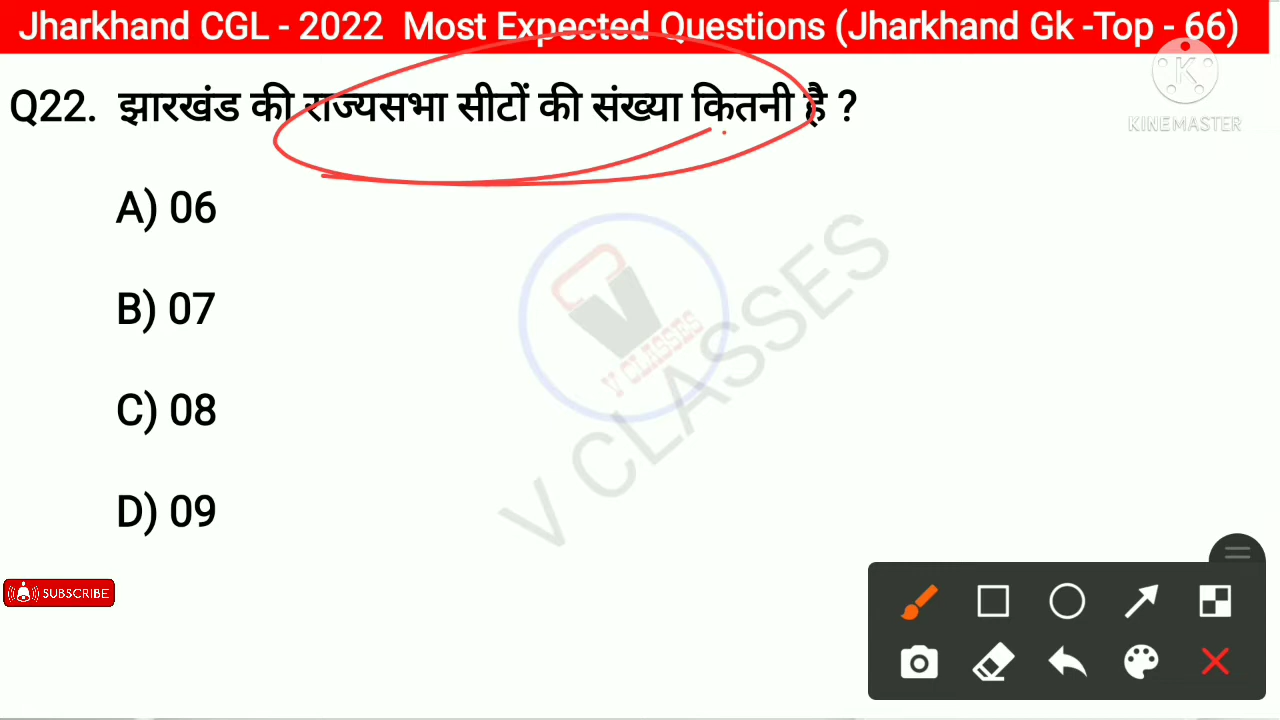 Jharkhand CGL - 2022 Most Expected Questions (Jharkhand Gk -Top - 66)
K
KINEMASTER
Q22. झारखंड की राज्यसभा सीटों की संख्या कितनी है ?
A) 06
B) 07
C) 08
D) 09
V CLASSES
V CLASSES
SUBSCRIBE